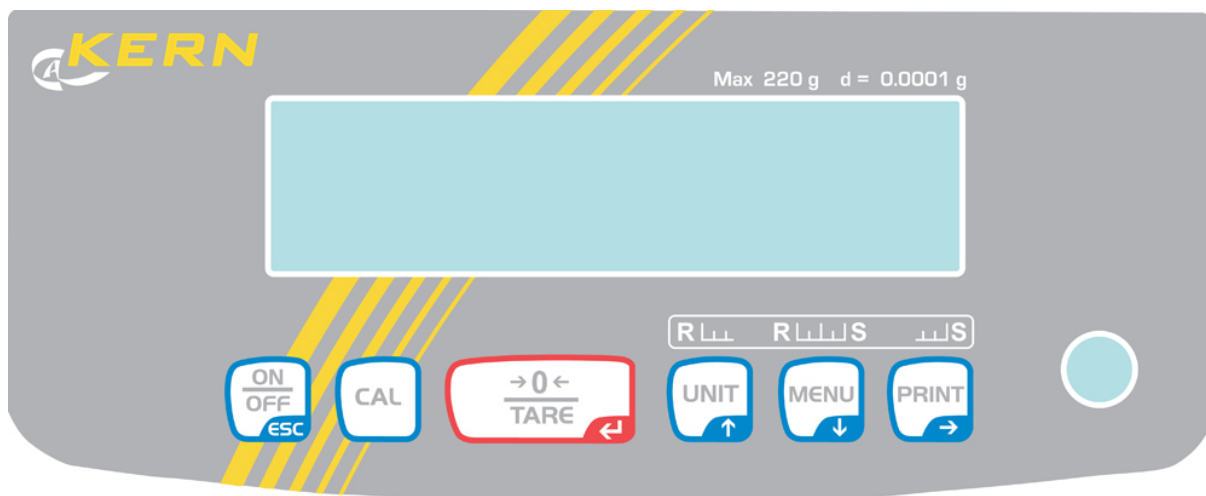 KERN
Max 220 g d = 0.0001 g
R R S S
ON
OFF
ESC
CAL
→0←
TARE
UNIT
MENU
PRINT